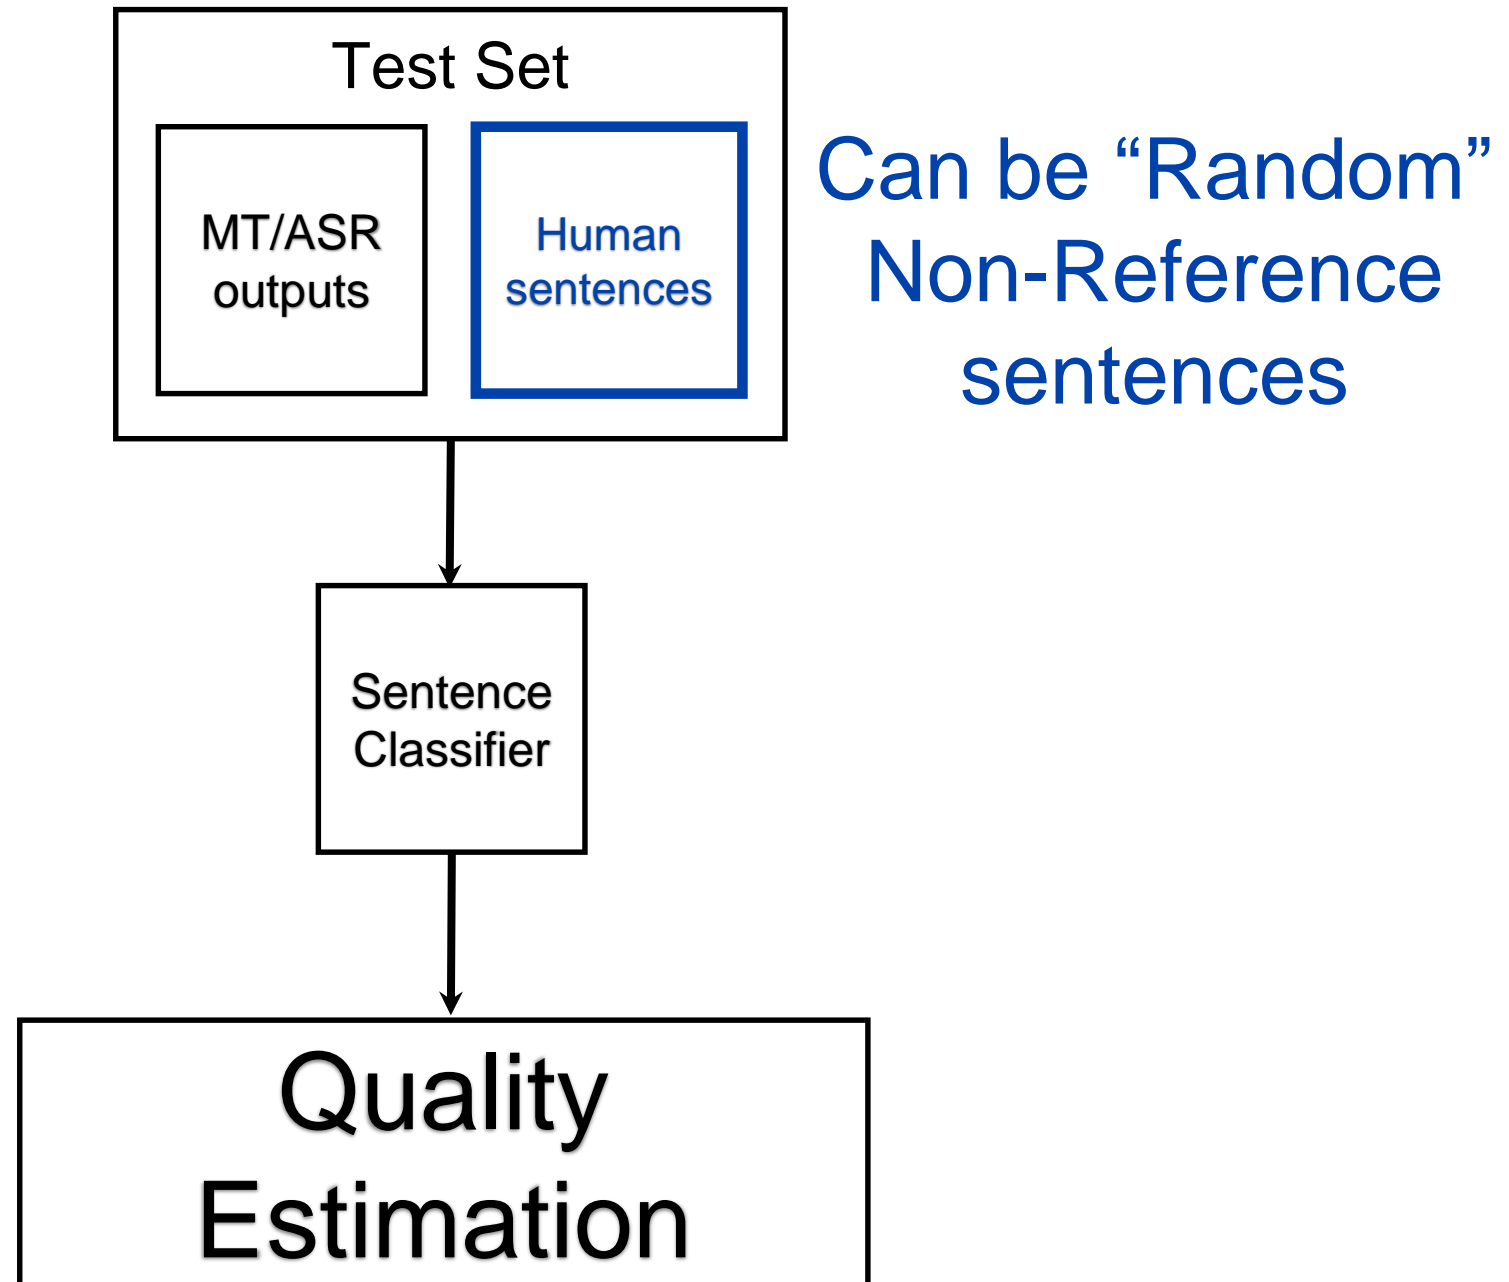 Test Set
MT/ASR
outputs
Human
sentences
Can be “Random”
Non-Reference
sentences
Sentence
Classifier
Quality
Estimation